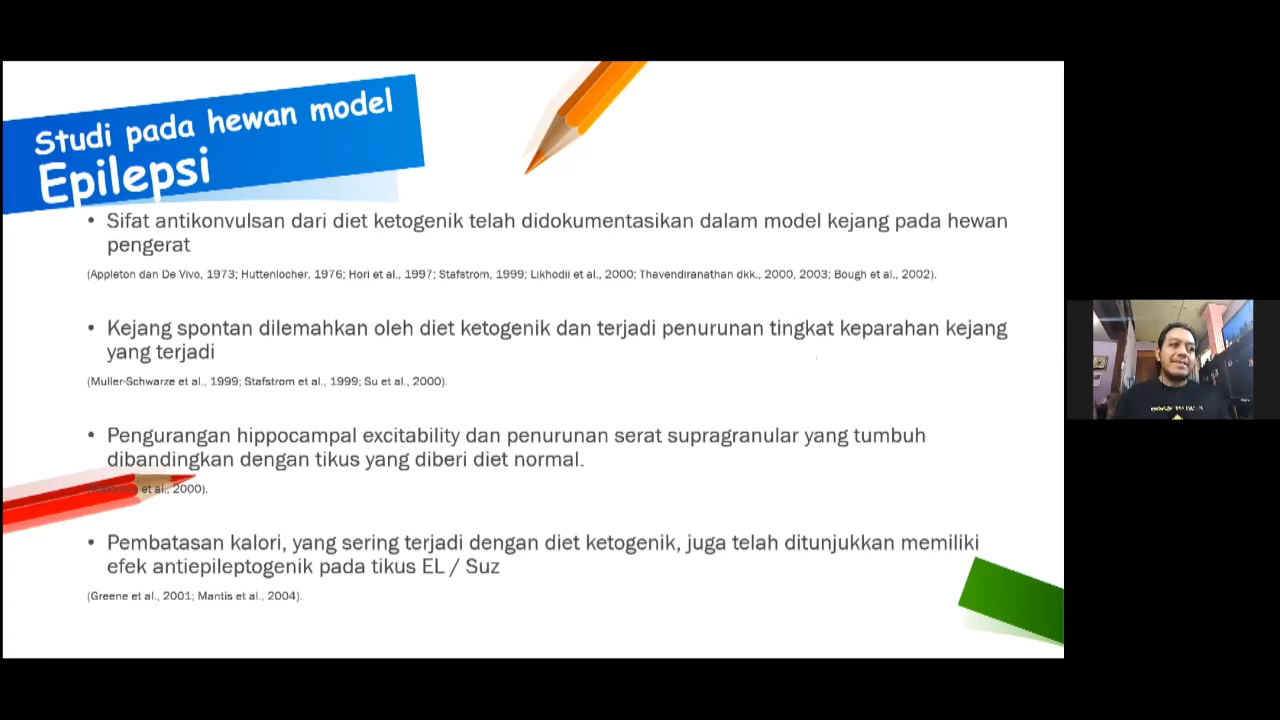 Studi pada hewan model
Epilepsi
• Sifat antikonvulsan dari diet ketogenik telah didokumentasikan dalam model kejang pada hewan
pengerat
(Appleton dan De Vivo, 1973; Huttenlocher, 1976; Hori et al., 1997; Stafstrom, 1999; Likhodii et al., 2000; Thavendiranathan dkk., 2000, 2003; Bough et al., 2002).
• Kejang spontan dilemahkan oleh diet ketogenik dan terjadi penurunan tingkat keparahan kejang
yang terjadi
(Muller-Schwarze et al., 1999; Stafstrom et al., 1999; Su et al., 2000).
• Pengurangan hippocampal excitability dan penurunan serat supragranular yang tumbuh
dibandingkan dengan tikus yang diberi diet normal.
et al., 2000).
• Pembatasan kalori, yang sering terjadi dengan diet ketogenik, juga telah ditunjukkan memiliki
efek antiepileptogenik pada tikus EL / Suz
(Greene et al., 2001; Mantis et al., 2004).